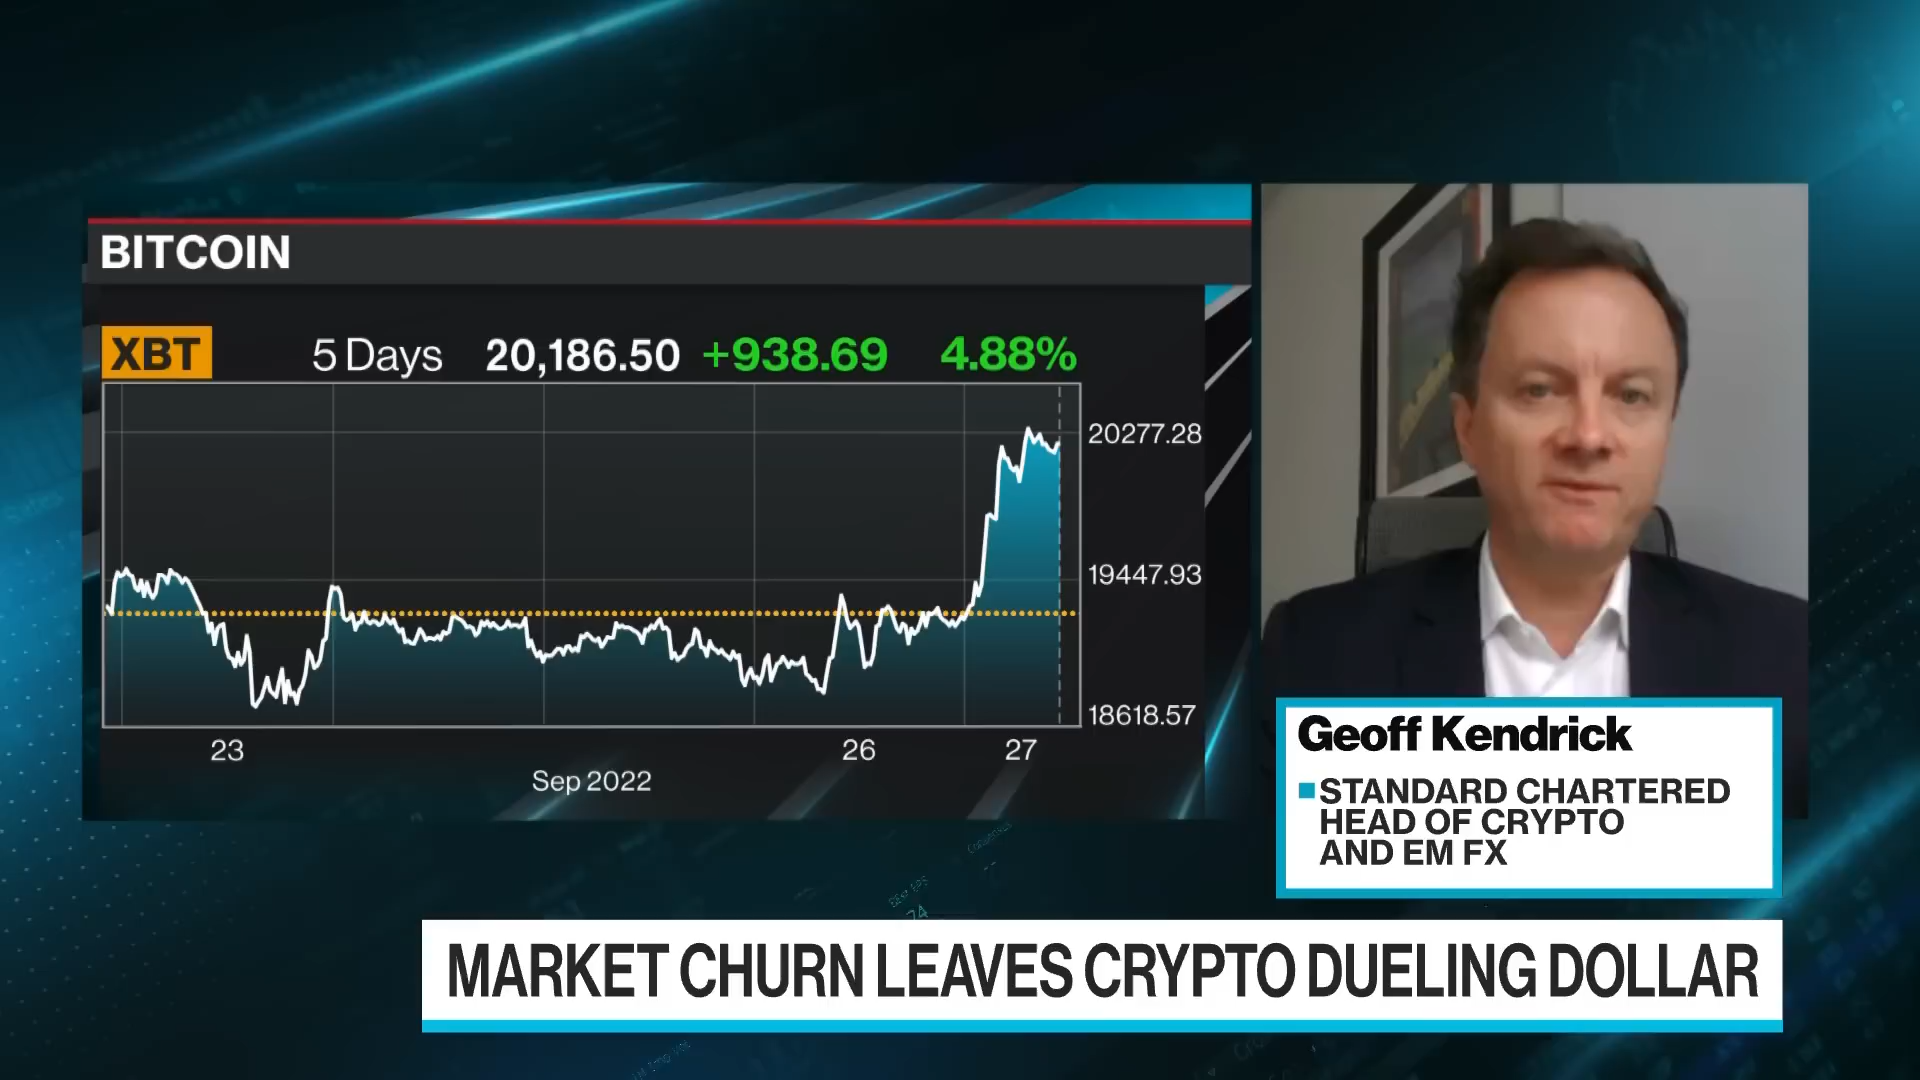 BITCOIN
XBT 5 Days 20,186.50 +938.69 4.88%
20277.28
19447.93
18618.57
23 26 27
Sep 2022
Geoff Kendrick
STANDARD CHARTERED
HEAD OF CRYPTO
AND EM FX
MARKET CHURN LEAVES CRYPTO DUELING DOLLAR